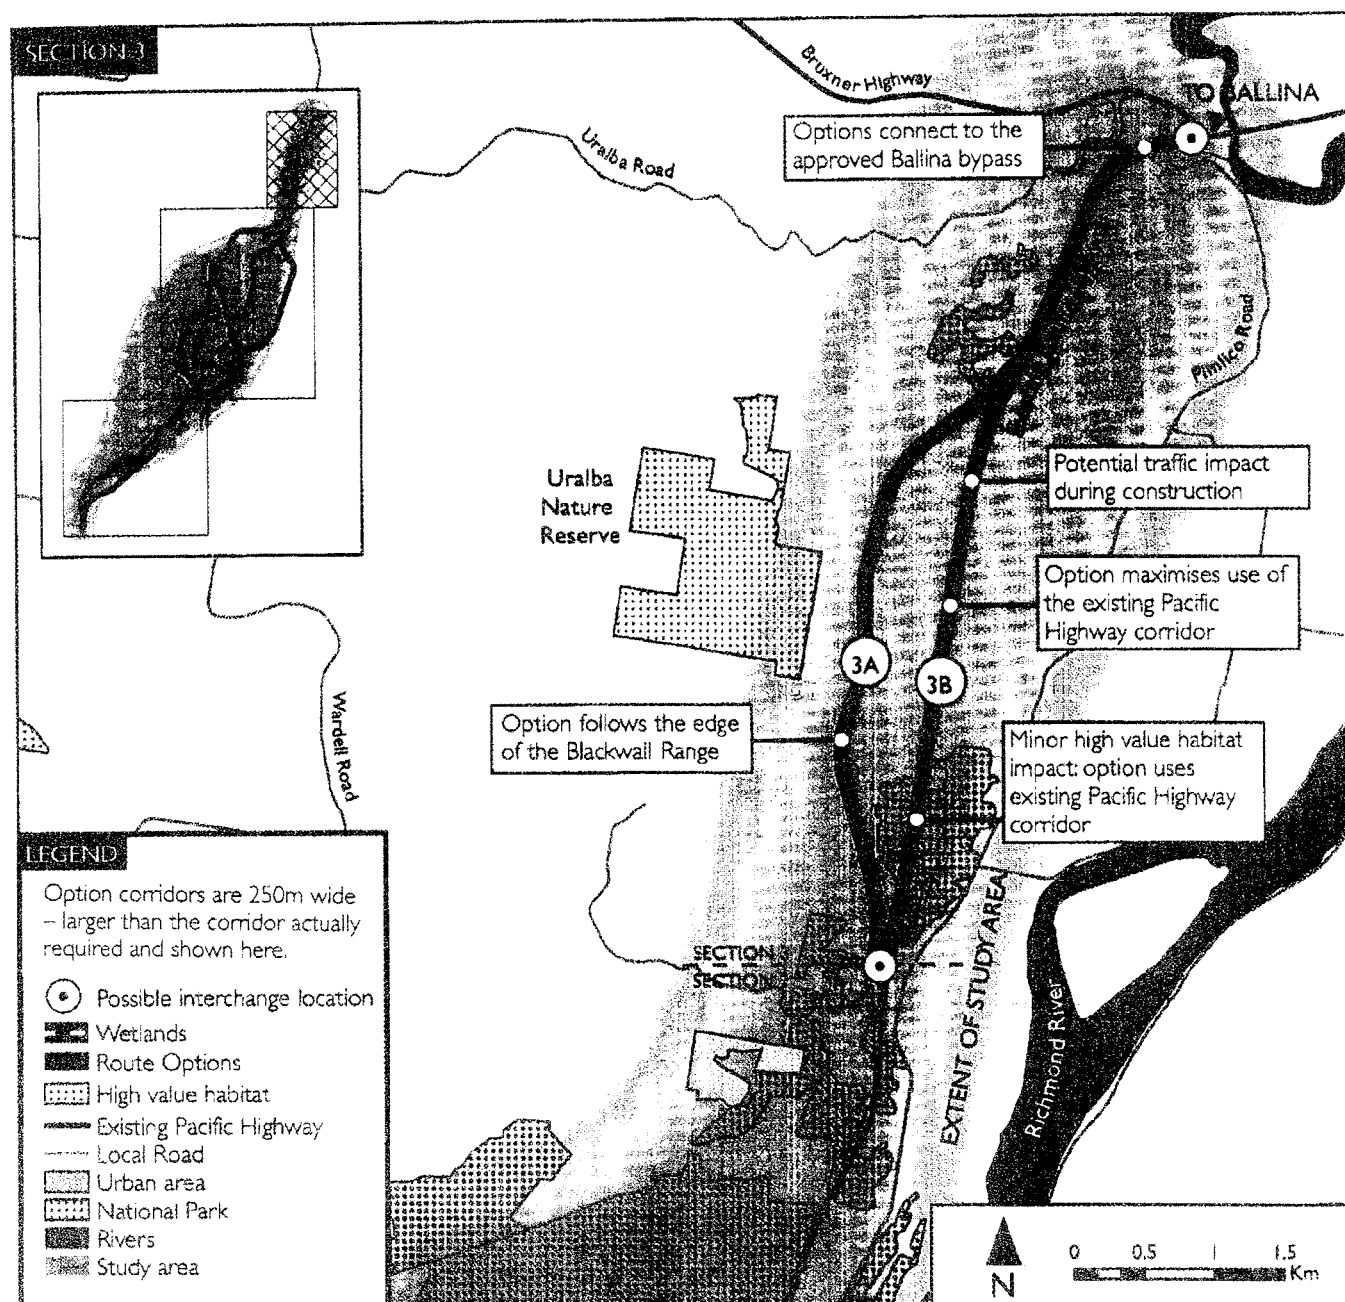 SECTION 3
Bruxner Highway
TO BALLINA
Options connect to the
approved Ballina bypass
Uralba Road
Pimlico Road
Uralba
Nature
Reserve
Potential traffic impact
during construction
Option maximises use of
the existing Pacific
Highway corridor
3A
3B
Option follows the edge
of the Blackwall Range
Minor high value habitat
impact: option uses
existing Pacific Highway
corridor
Wardell Road
SECTION
SECTION
EXTENT OF STUDY AREA
Richmond River
LEGEND
Option corridors are 250m wide
– larger than the corridor actually
required and shown here.
Possible interchange location
Wetlands
Route Options
High value habitat
Existing Pacific Highway
Local Road
Urban area
National Park
Rivers
Study area
N
0 0.5 1 1.5
Km